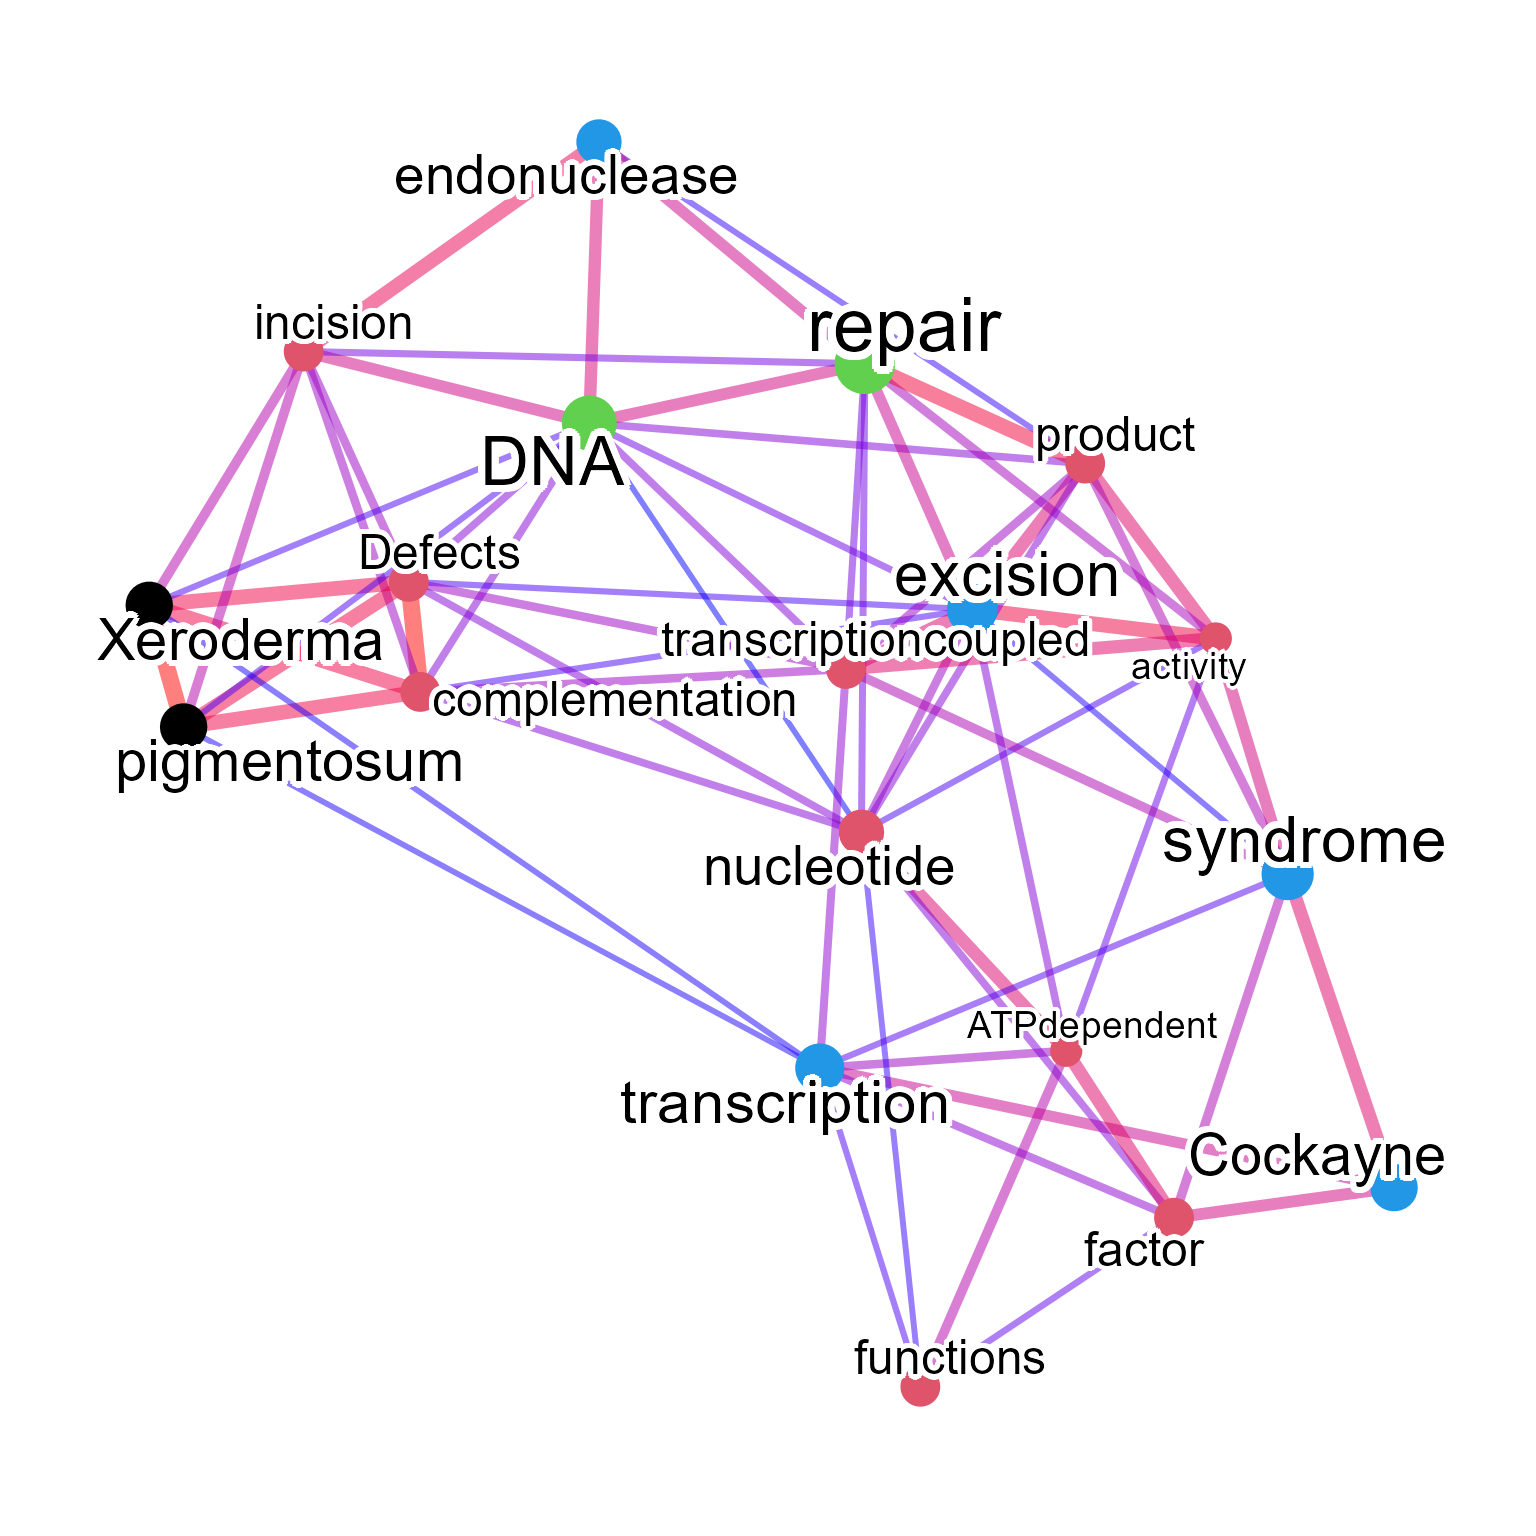 endonuclease
incision
repair
product
DNA
Defects
excision
Xeroderma
transcriptioncoupled
activity
complementation
pigmentosum
syndrome
nucleotide
ATPdependent
transcription
Cockayne
factor
functions